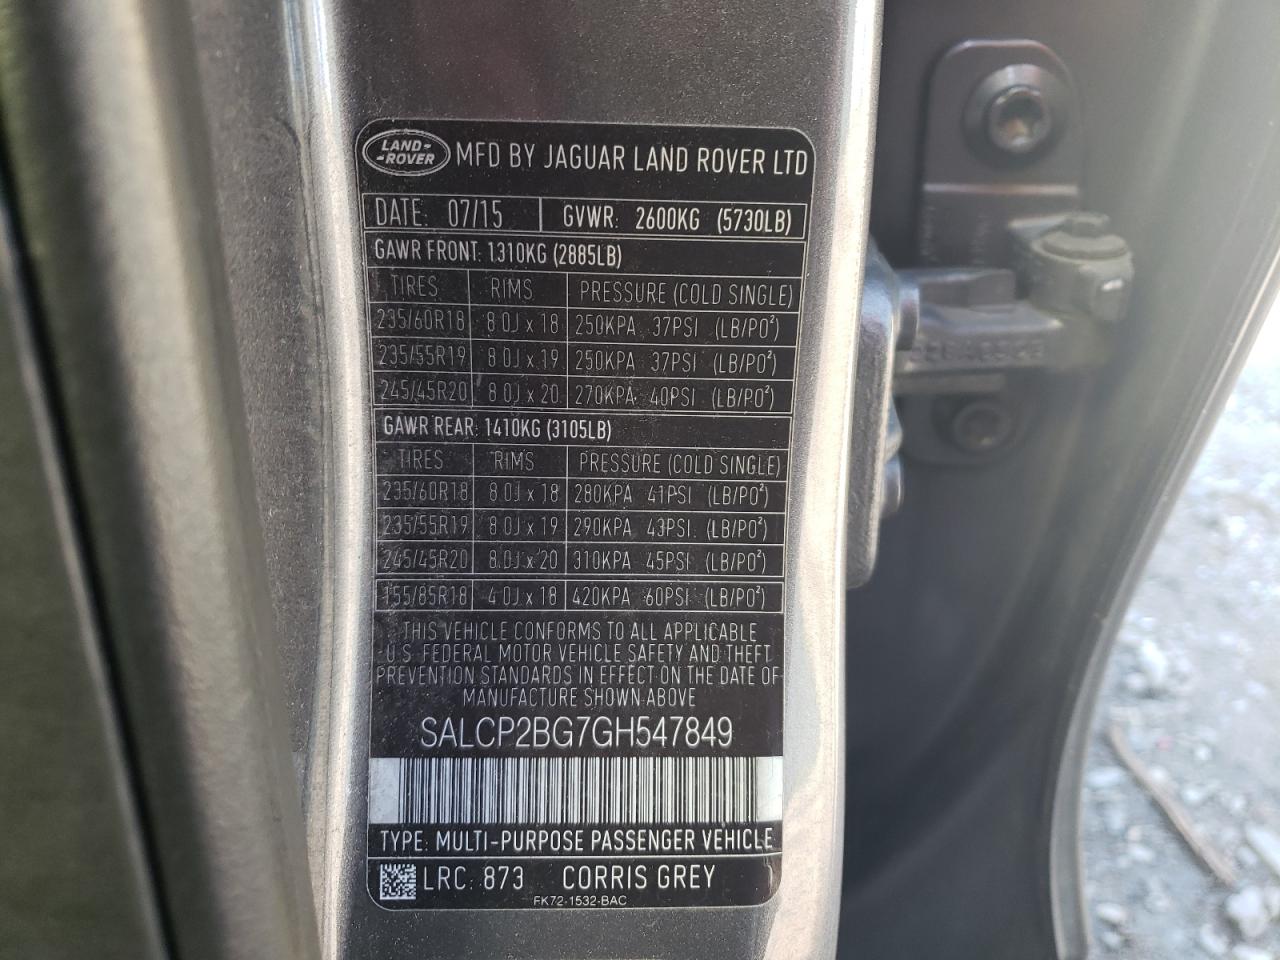 LAND-
-ROVER
MFD BY JAGUAR LAND ROVER LTD
DATE: 07/15 GVWR: 2600KG (5730LB)
GAWR FRONT: 1310KG (2885LB)
TIRES RIMS PRESSURE (COLD SINGLE)
235/60R18 8.0J x 18 250KPA 37PSI (LB/PO²)
235/55R19 8.0J x 19 250KPA 37PSI (LB/PO²)
245/45R20 8.0J x 20 270KPA 40PSI (LB/PO²)
GAWR REAR: 1410KG (3105LB)
TIRES RIMS PRESSURE (COLD SINGLE)
235/60R18 8.0J x 18 280KPA 41PSI (LB/PO²)
235/55R19 8.0J x 19 290KPA 43PSI (LB/PO²)
245/45R20 8.0J x 20 310KPA 45PSI (LB/PO²)
155/85R18 4.0J x 18 420KPA 60PSI (LB/PO²)
THIS VEHICLE CONFORMS TO ALL APPLICABLE
U.S. FEDERAL MOTOR VEHICLE SAFETY AND THEFT
PREVENTION STANDARDS IN EFFECT ON THE DATE OF
MANUFACTURE SHOWN ABOVE
SALCP2BG7GH547849
TYPE: MULTI-PURPOSE PASSENGER VEHICLE
LRC: 873 CORRIS GREY
FK72-1532-BAC